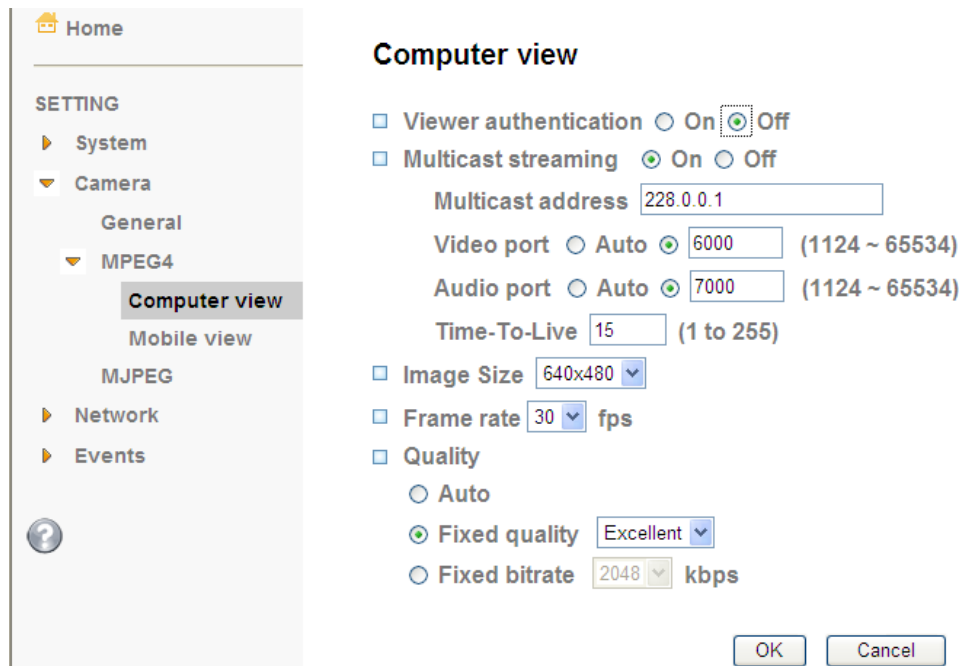 Home
SETTING
System
Camera
General
MPEG4
Computer view
Mobile view
MJPEG
Network
Events
?
Computer view
Viewer authentication On Off
Multicast streaming On Off
Multicast address 228.0.0.1
Video port Auto 6000 (1124 ~ 65534)
Audio port Auto 7000 (1124 ~ 65534)
Time-To-Live 15 (1 to 255)
Image Size 640x480
Frame rate 30 fps
Quality
Auto
Fixed quality Excellent
Fixed bitrate 2048 kbps
OK Cancel